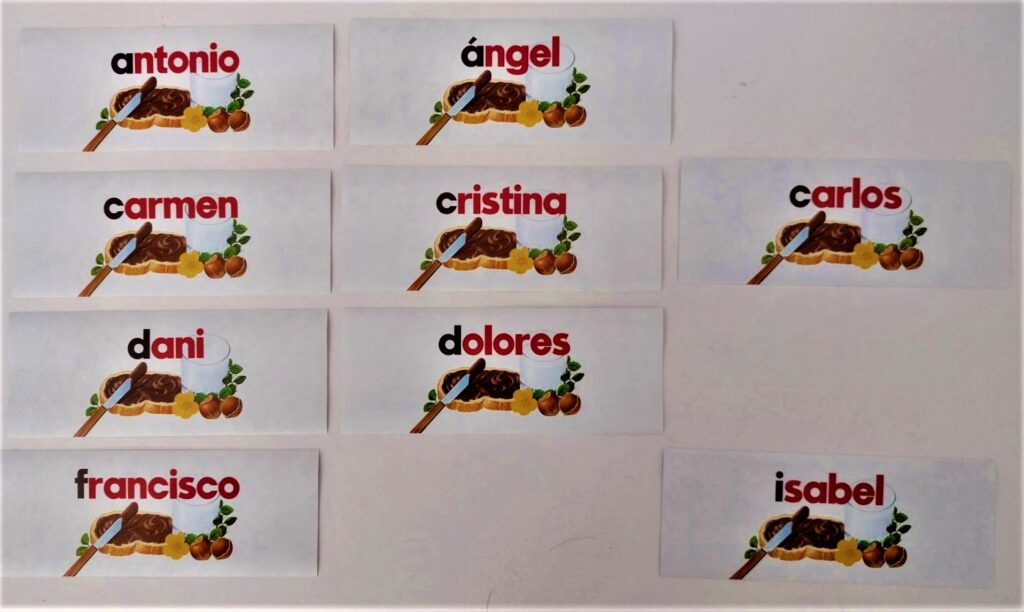 antonio
ángel
carmen
cristina
carlos
dani
dolores
francisco
isabel